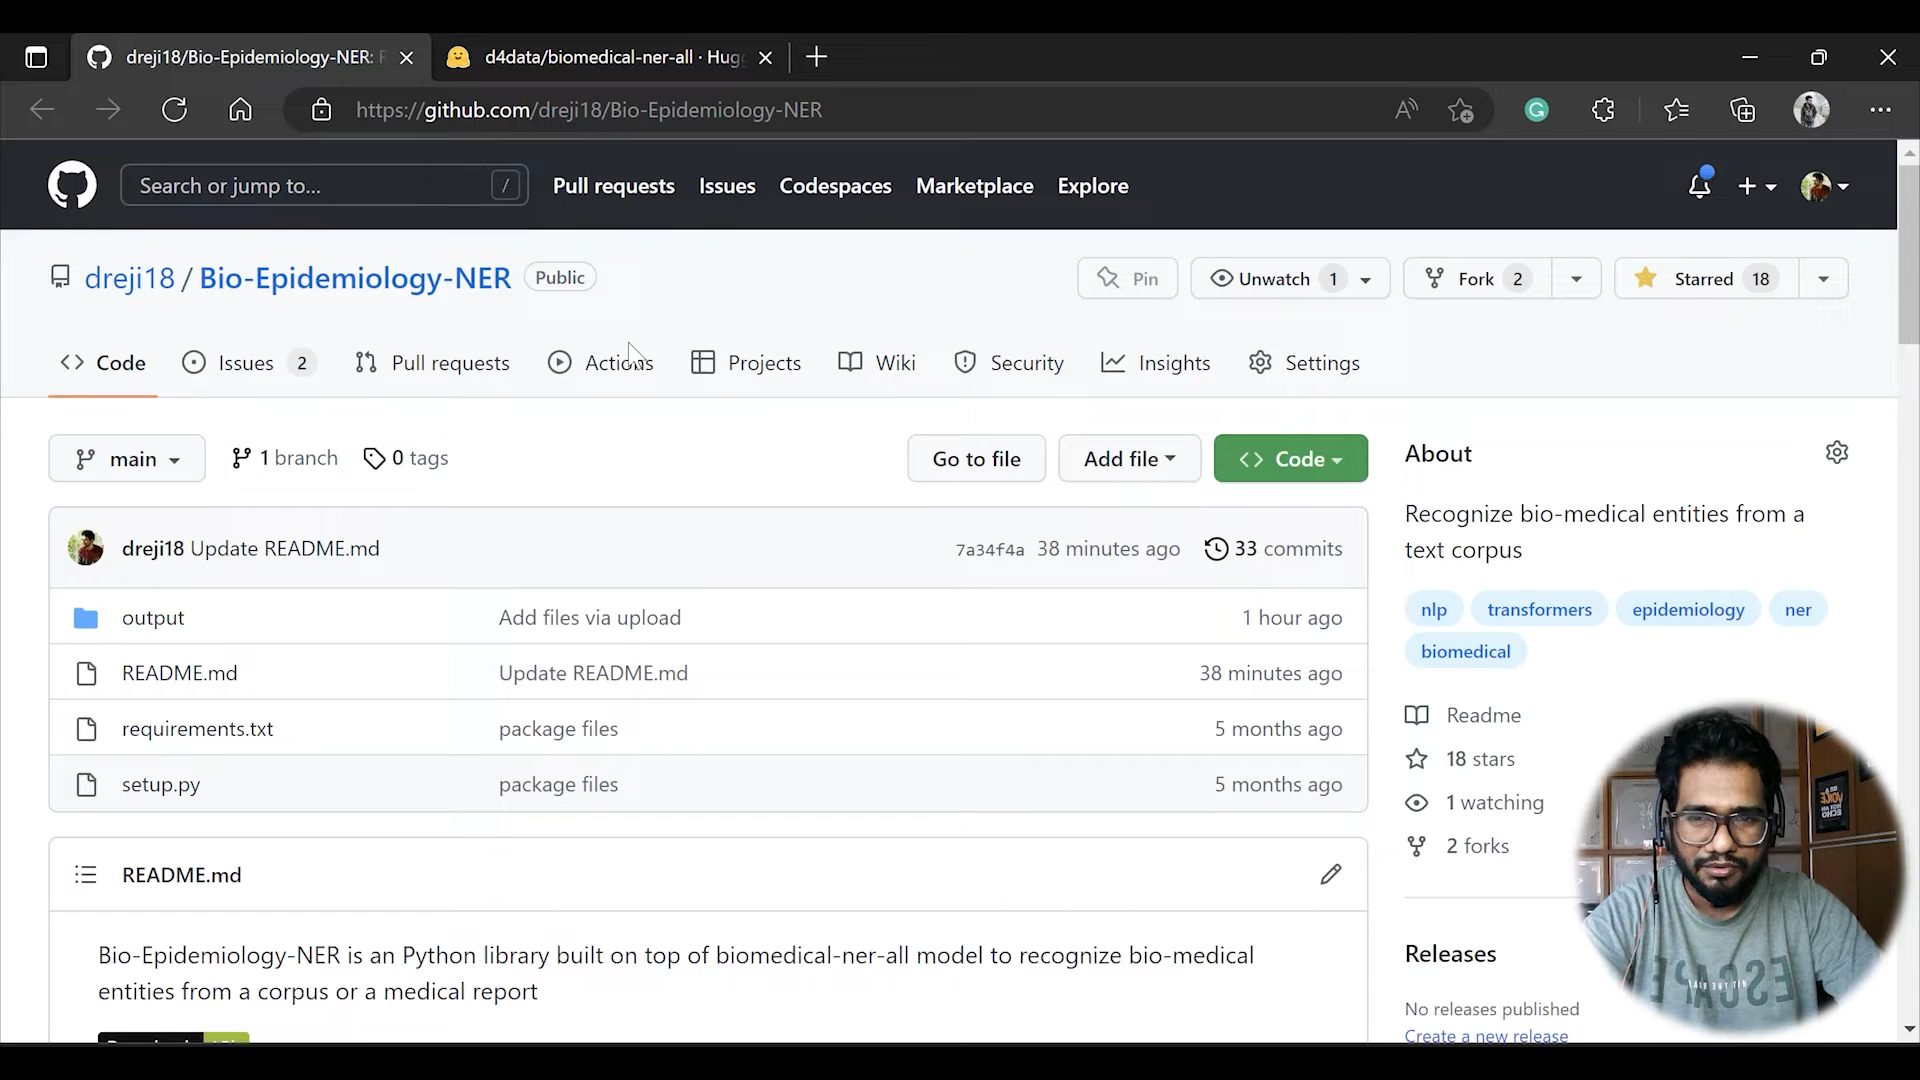 dreji18/Bio-Epidemiology-NER:
d4data/biomedical-ner-all · Hugg
https://github.com/dreji18/Bio-Epidemiology-NER
Search or jump to... /
Pull requests
Issues
Codespaces
Marketplace
Explore
dreji18 / Bio-Epidemiology-NER Public
Pin
Unwatch 1
Fork 2
Starred 18
Code
Issues 2
Pull requests
Actions
Projects
Wiki
Security
Insights
Settings
main
1 branch
0 tags
Go to file
Add file
Code
dreji18 Update README.md 7a34f4a 38 minutes ago 33 commits
output Add files via upload 1 hour ago
README.md Update README.md 38 minutes ago
requirements.txt package files 5 months ago
setup.py package files 5 months ago
README.md
Bio-Epidemiology-NER is an Python library built on top of biomedical-ner-all model to recognize bio-medical
entities from a corpus or a medical report
About
Recognize bio-medical entities from a
text corpus
nlp transformers epidemiology ner
biomedical
Readme
18 stars
1 watching
2 forks
Releases
No releases published
Create a new release
ESCAPE